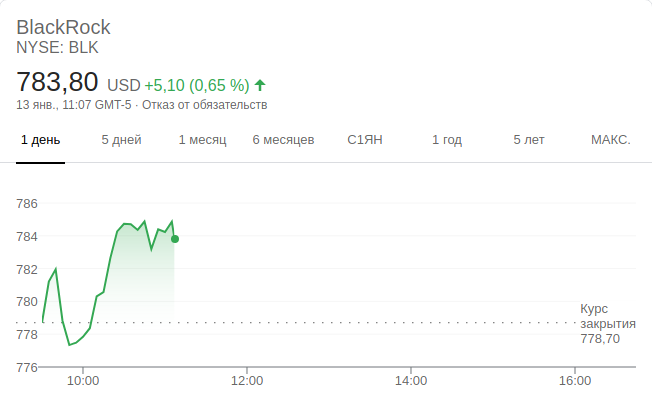 BlackRock
NYSE: BLK
783,80 USD +5,10 (0,65 %)
13 янв., 11:07 GMT-5 · Отказ от обязательств
1 день 5 дней 1 месяц 6 месяцев С1ЯН 1 год 5 лет МАКС.
786
784
782
780
778
776
Курс
закрытия
778,70
10:00 12:00 14:00 16:00